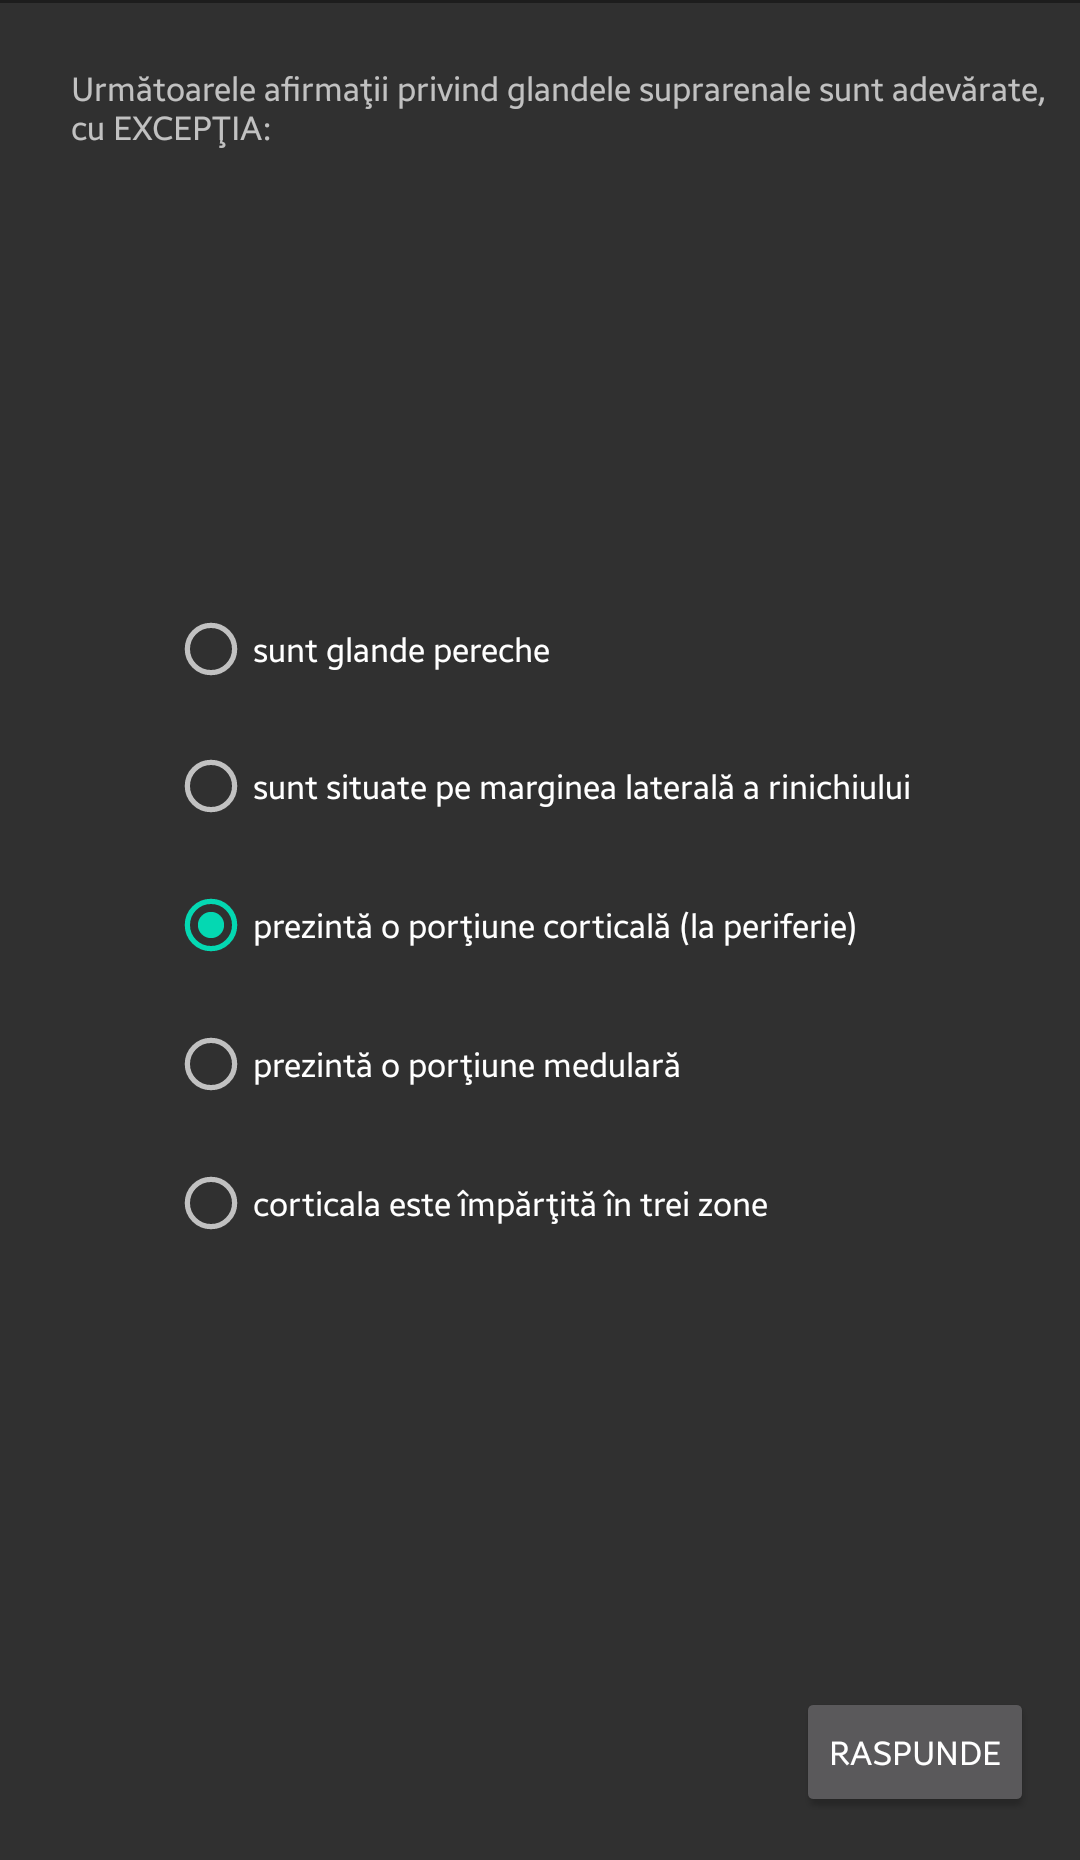 Următoarele afirmaţii privind glandele suprarenale sunt adevărate,
cu EXCEPŢIA:
sunt glande pereche
sunt situate pe marginea laterală a rinichiului
prezintă o porţiune corticală (la periferie)
prezintă o porţiune medulară
corticala este împărţită în trei zone
RASPUNDE